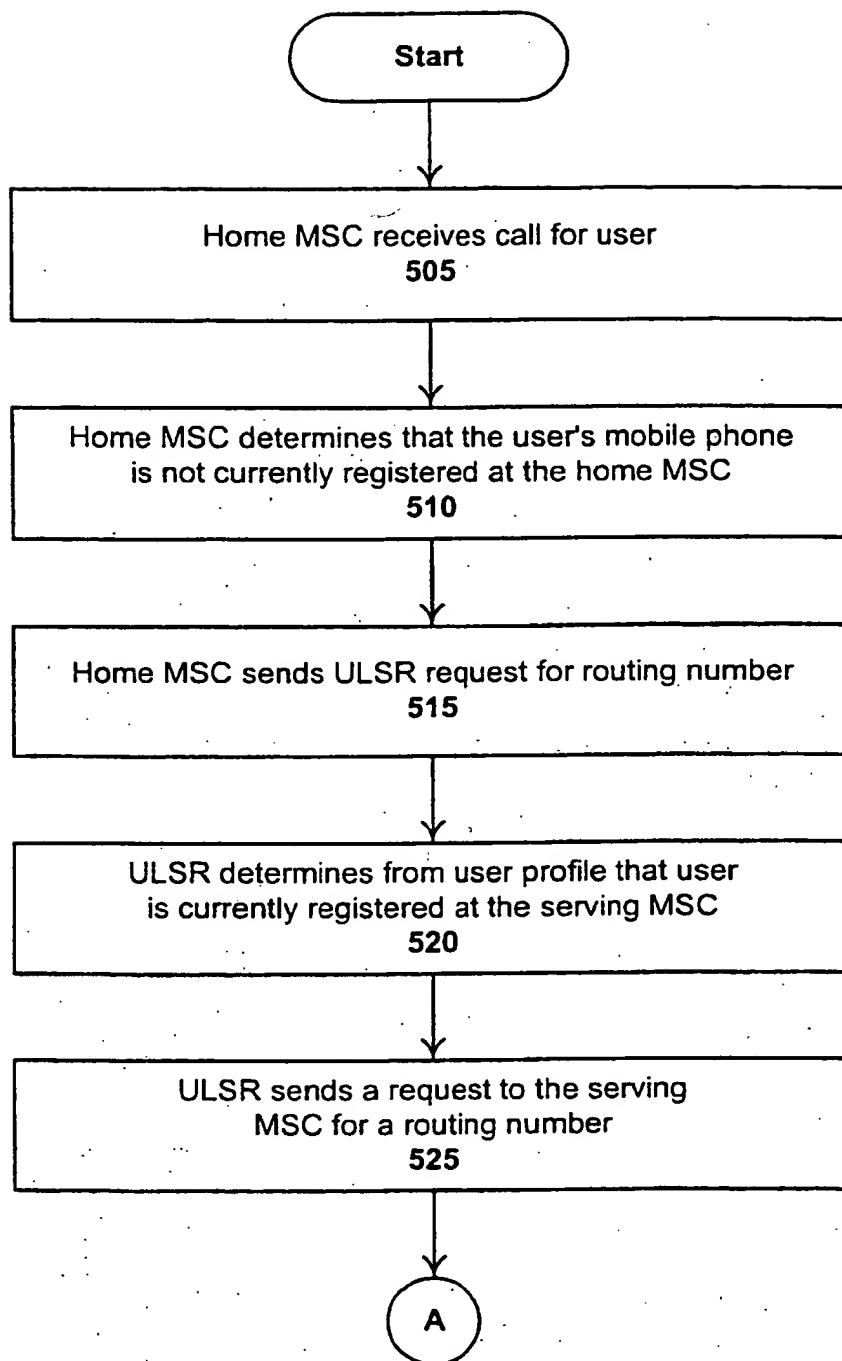 Start
Home MSC receives call for user
505
Home MSC determines that the user's mobile phone
is not currently registered at the home MSC
510
Home MSC sends ULSR request for routing number
515
ULSR determines from user profile that user
is currently registered at the serving MSC
520
ULSR sends a request to the serving
MSC for a routing number
525
A